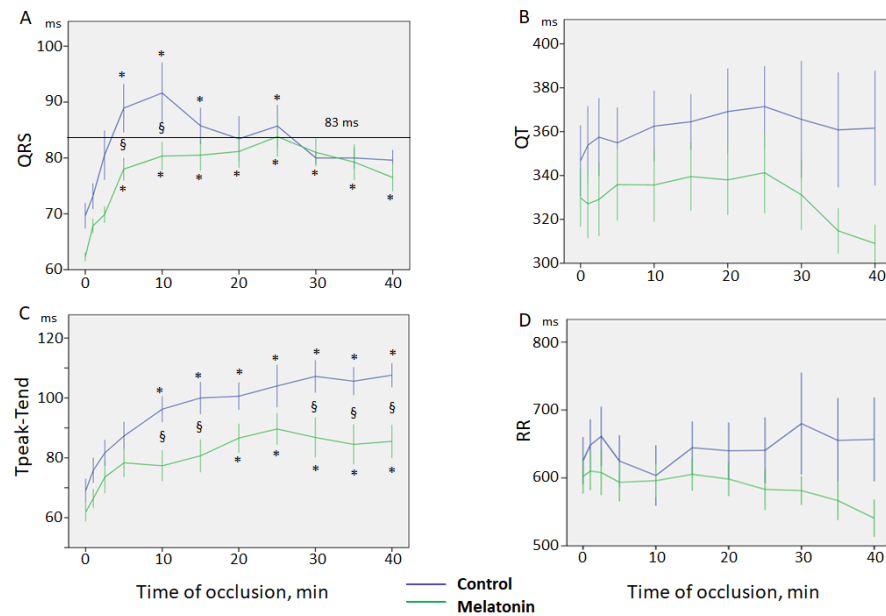 A
ms
100
90
80
70
60
QRS
83 ms
* * * *
§ §
* * * * * * * *
0 10 20 30 40
B
ms
400
380
360
340
320
300
QT
0 10 20 30 40
C
ms
120
100
80
60
Tpeak-Tend
* * * * * * *
§ § § § §
* * * * *
0 10 20 30 40
Time of occlusion, min
D
ms
800
700
650
600
500
RR
0 10 20 30 40
Time of occlusion, min
Control
Melatonin